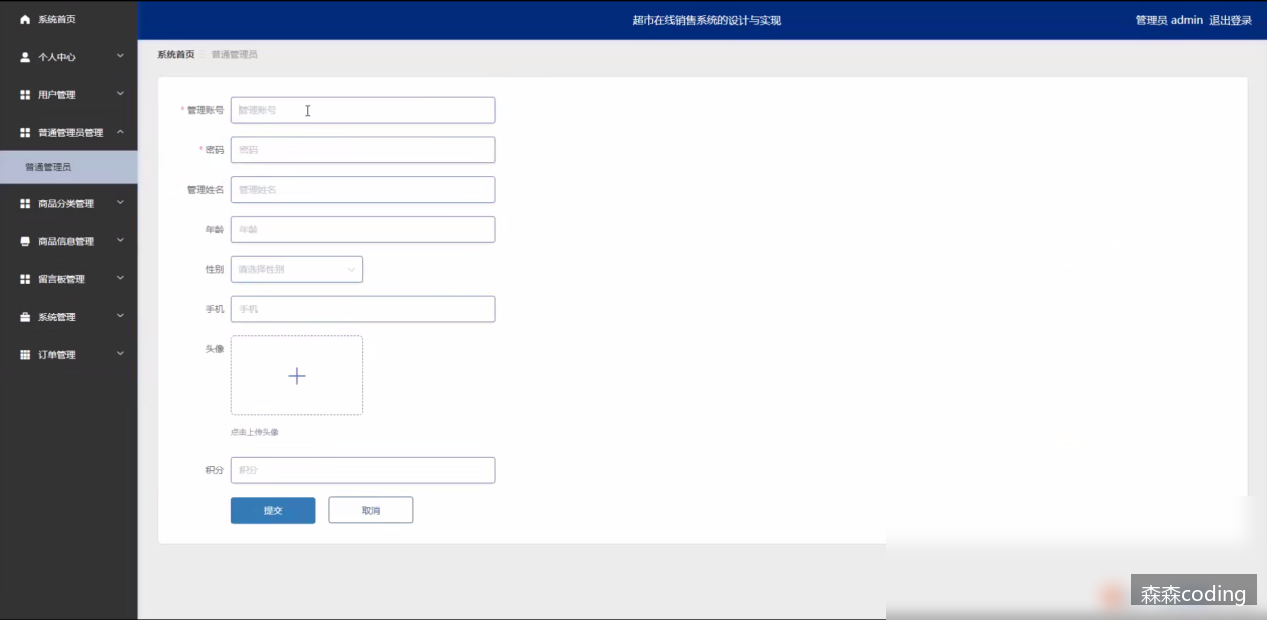 系统首页
个人中心
用户管理
普通管理员管理
普通管理员
商品分类管理
商品信息管理
留言板管理
系统管理
订单管理
超市在线销售系统的设计与实现
管理员 admin 退出登录
系统首页 普通管理员
* 管理账号 管理账号
* 密码 密码
管理姓名 管理姓名
年龄 年龄
性别 请选择性别
手机 手机
头像
点击上传头像
积分 积分
提交 取消
森森coding